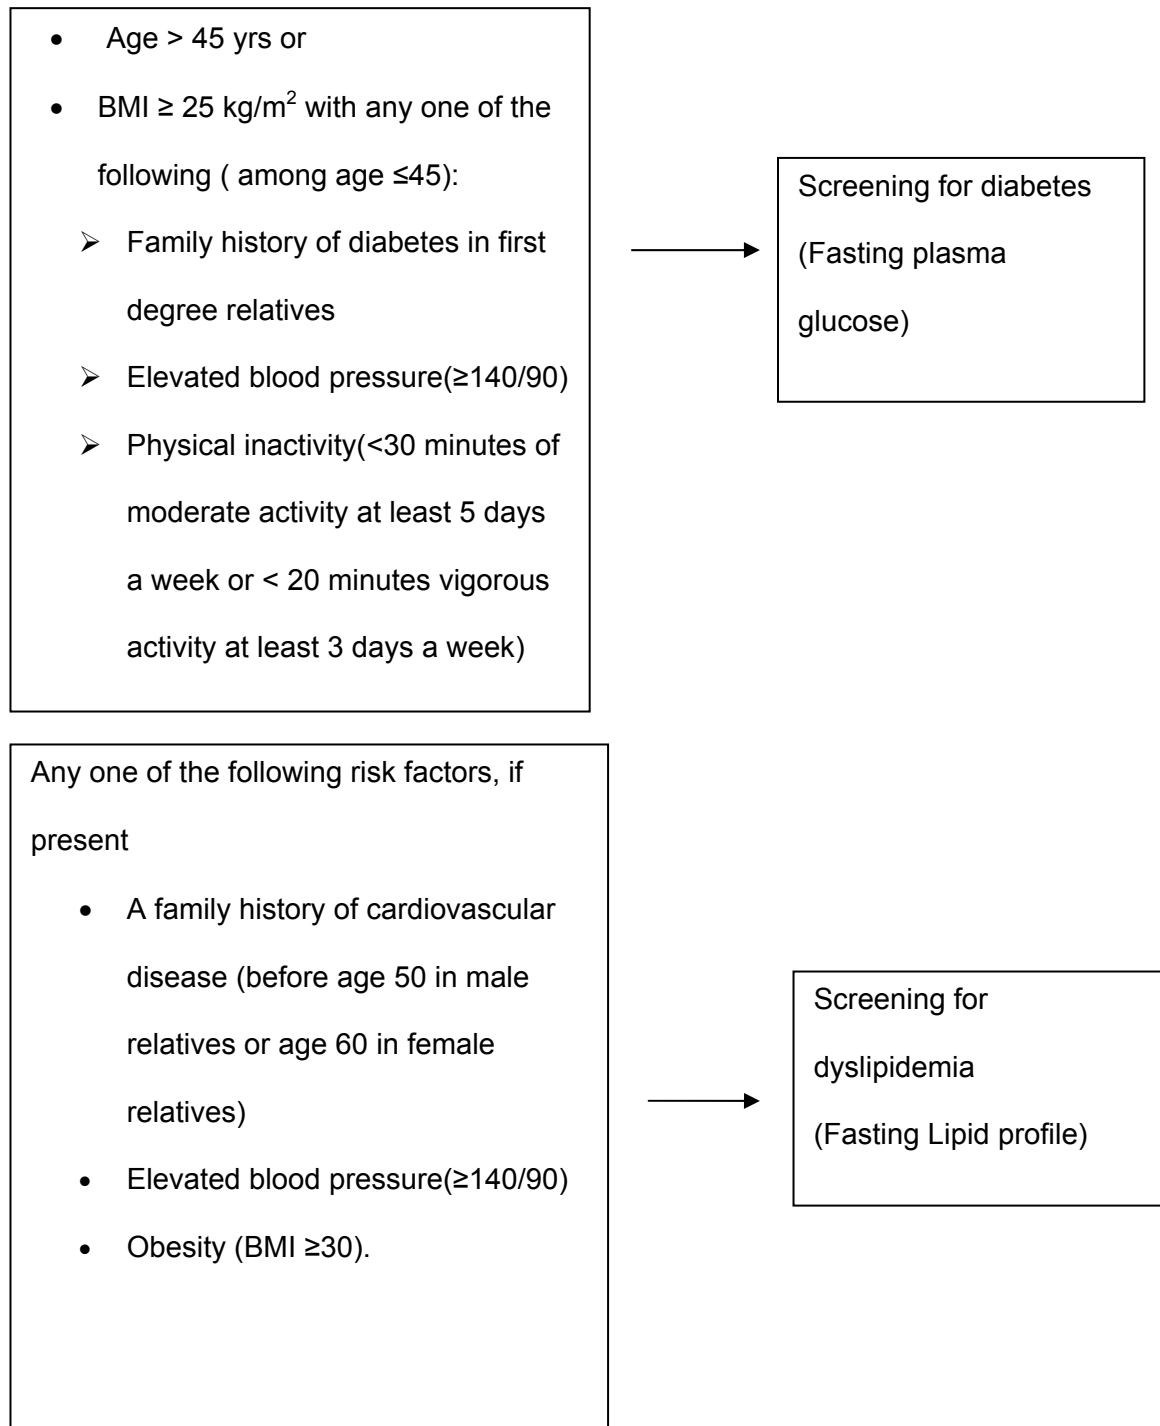 • Age > 45 yrs or
• BMI ≥ 25 kg/m² with any one of the
following ( among age ≤45):
➢ Family history of diabetes in first
degree relatives
➢ Elevated blood pressure(≥140/90)
➢ Physical inactivity(<30 minutes of
moderate activity at least 5 days
a week or < 20 minutes vigorous
activity at least 3 days a week)
Screening for diabetes
(Fasting plasma
glucose)
Any one of the following risk factors, if
present
• A family history of cardiovascular
disease (before age 50 in male
relatives or age 60 in female
relatives)
• Elevated blood pressure(≥140/90)
• Obesity (BMI ≥30).
Screening for
dyslipidemia
(Fasting Lipid profile)